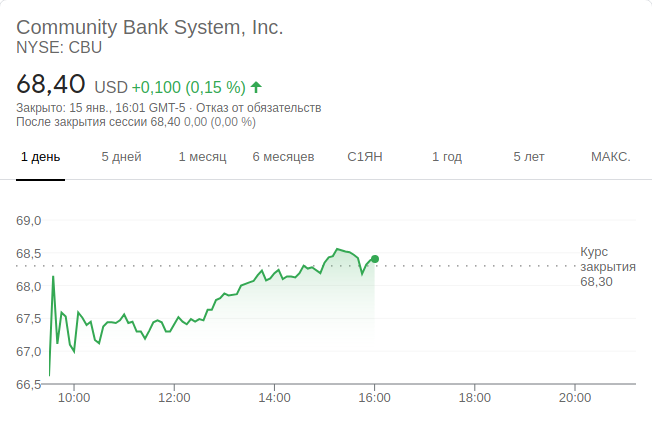 Community Bank System, Inc.
NYSE: CBU
68,40 USD +0,100 (0,15 %)
Закрыто: 15 янв., 16:01 GMT-5 · Отказ от обязательств
После закрытия сессии 68,40 0,00 (0,00 %)
1 день 5 дней 1 месяц 6 месяцев С1ЯН 1 год 5 лет МАКС.
69,0
68,5
Курс
закрытия
68,30
68,0
67,5
67,0
66,5
10:00 12:00 14:00 16:00 18:00 20:00